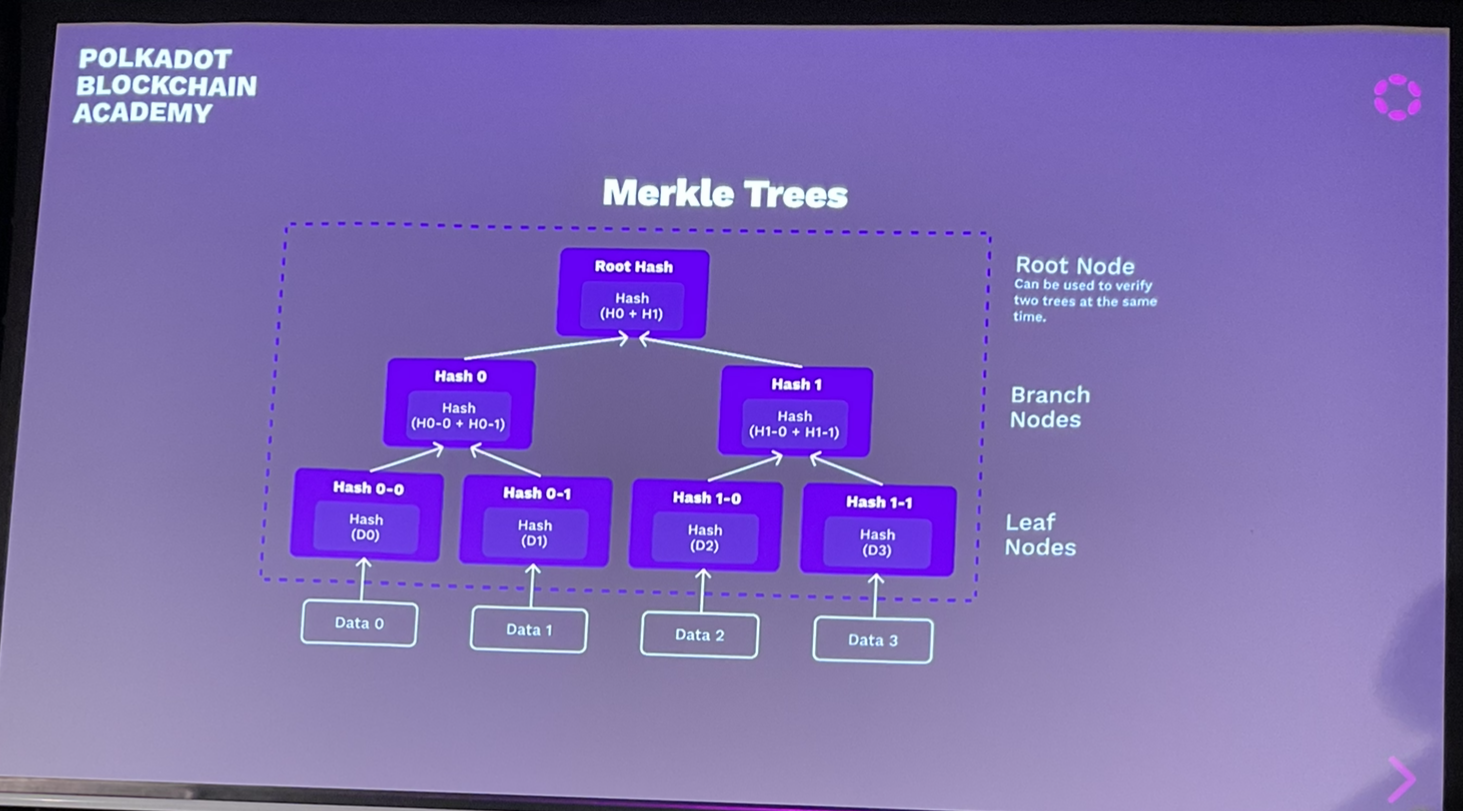 POLKADOT
BLOCKCHAIN
ACADEMY
Merkle Trees
Root Hash
Hash
(H0 + H1)
Root Node
Can be used to verify
two trees at the same
time.
Hash 0
Hash
(H0-0 + H0-1)
Hash 1
Hash
(H1-0 + H1-1)
Branch
Nodes
Hash 0-0
Hash
(D0)
Hash 0-1
Hash
(D1)
Hash 1-0
Hash
(D2)
Hash 1-1
Hash
(D3)
Leaf
Nodes
Data 0
Data 1
Data 2
Data 3